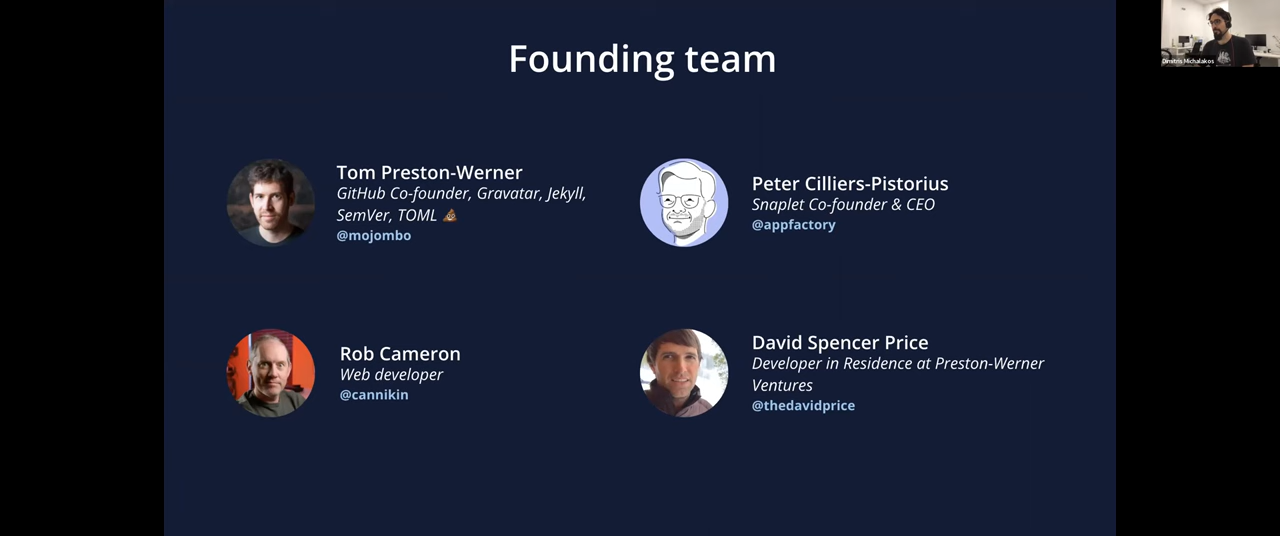 Founding team
Tom Preston-Werner
GitHub Co-founder, Gravatar, Jekyll,
SemVer, TOML 💩
@mojombo
Peter Cilliers-Pistorius
Snaplet Co-founder & CEO
@appfactory
Rob Cameron
Web developer
@cannikin
David Spencer Price
Developer in Residence at Preston-Werner
Ventures
@thedavidprice
Dimitris Michalakos